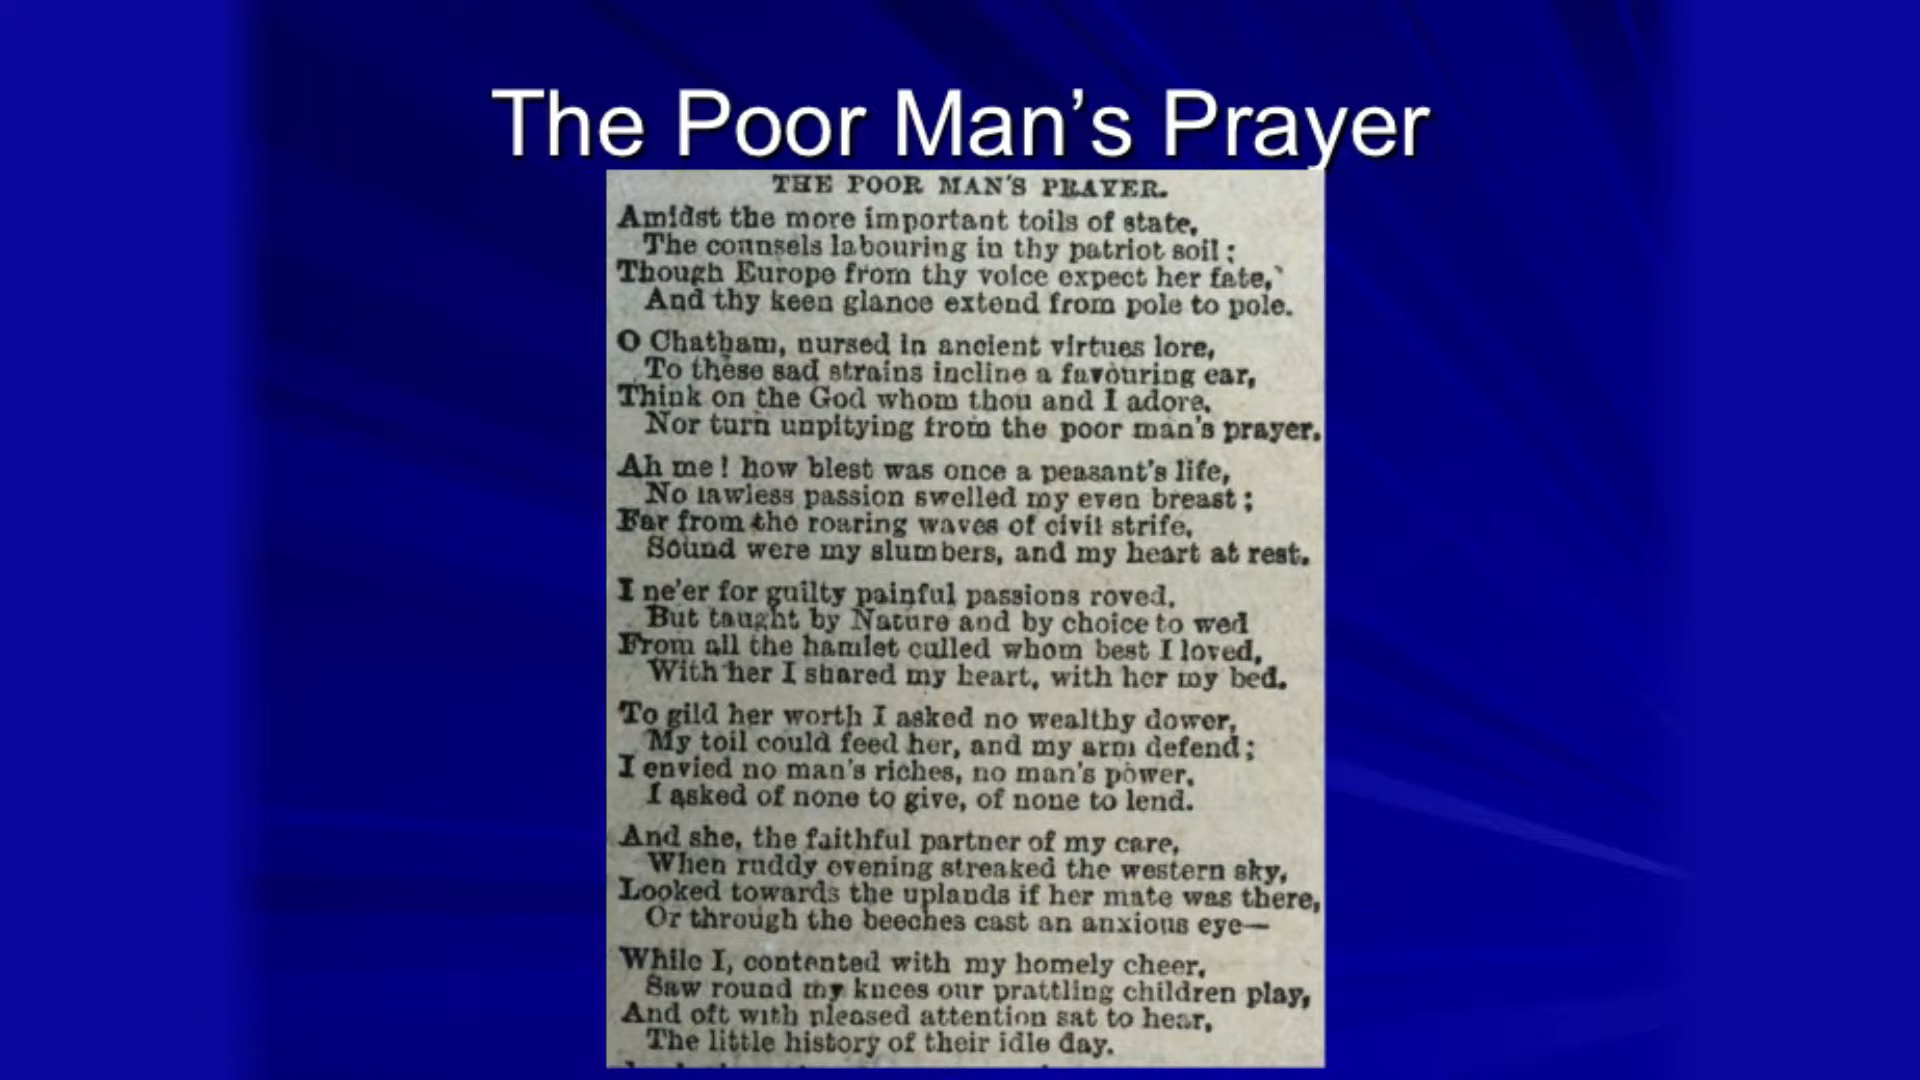 The Poor Man's Prayer
THE POOR MAN'S PRAYER.
Amidst the more important toils of state,
The counsels labouring in thy patriot soil;
Though Europe from thy voice expect her fate,
And thy keen glance extend from pole to pole.
O Chatham, nursed in ancient virtues lore,
To these sad strains incline a favouring ear,
Think on the God whom thou and I adore,
Nor turn unpitying from the poor man's prayer.
Ah me! how blest was once a peasant's life,
No lawless passion swelled my even breast;
Far from the roaring waves of civil strife,
Sound were my slumbers, and my heart at rest.
I ne'er for guilty painful passions roved,
But taught by Nature and by choice to wed
From all the hamlet culled whom best I loved,
With her I shared my heart, with her my bed.
To gild her worth I asked no wealthy dower,
My toil could feed her, and my arm defend;
I envied no man's riches, no man's power,
I asked of none to give, of none to lend.
And she, the faithful partner of my care,
When ruddy evening streaked the western sky,
Looked towards the uplands if her mate was there,
Or through the beeches cast an anxious eye—
While I, contented with my homely cheer,
Saw round my knees our prattling children play,
And oft with pleased attention sat to hear,
The little history of their idle day.